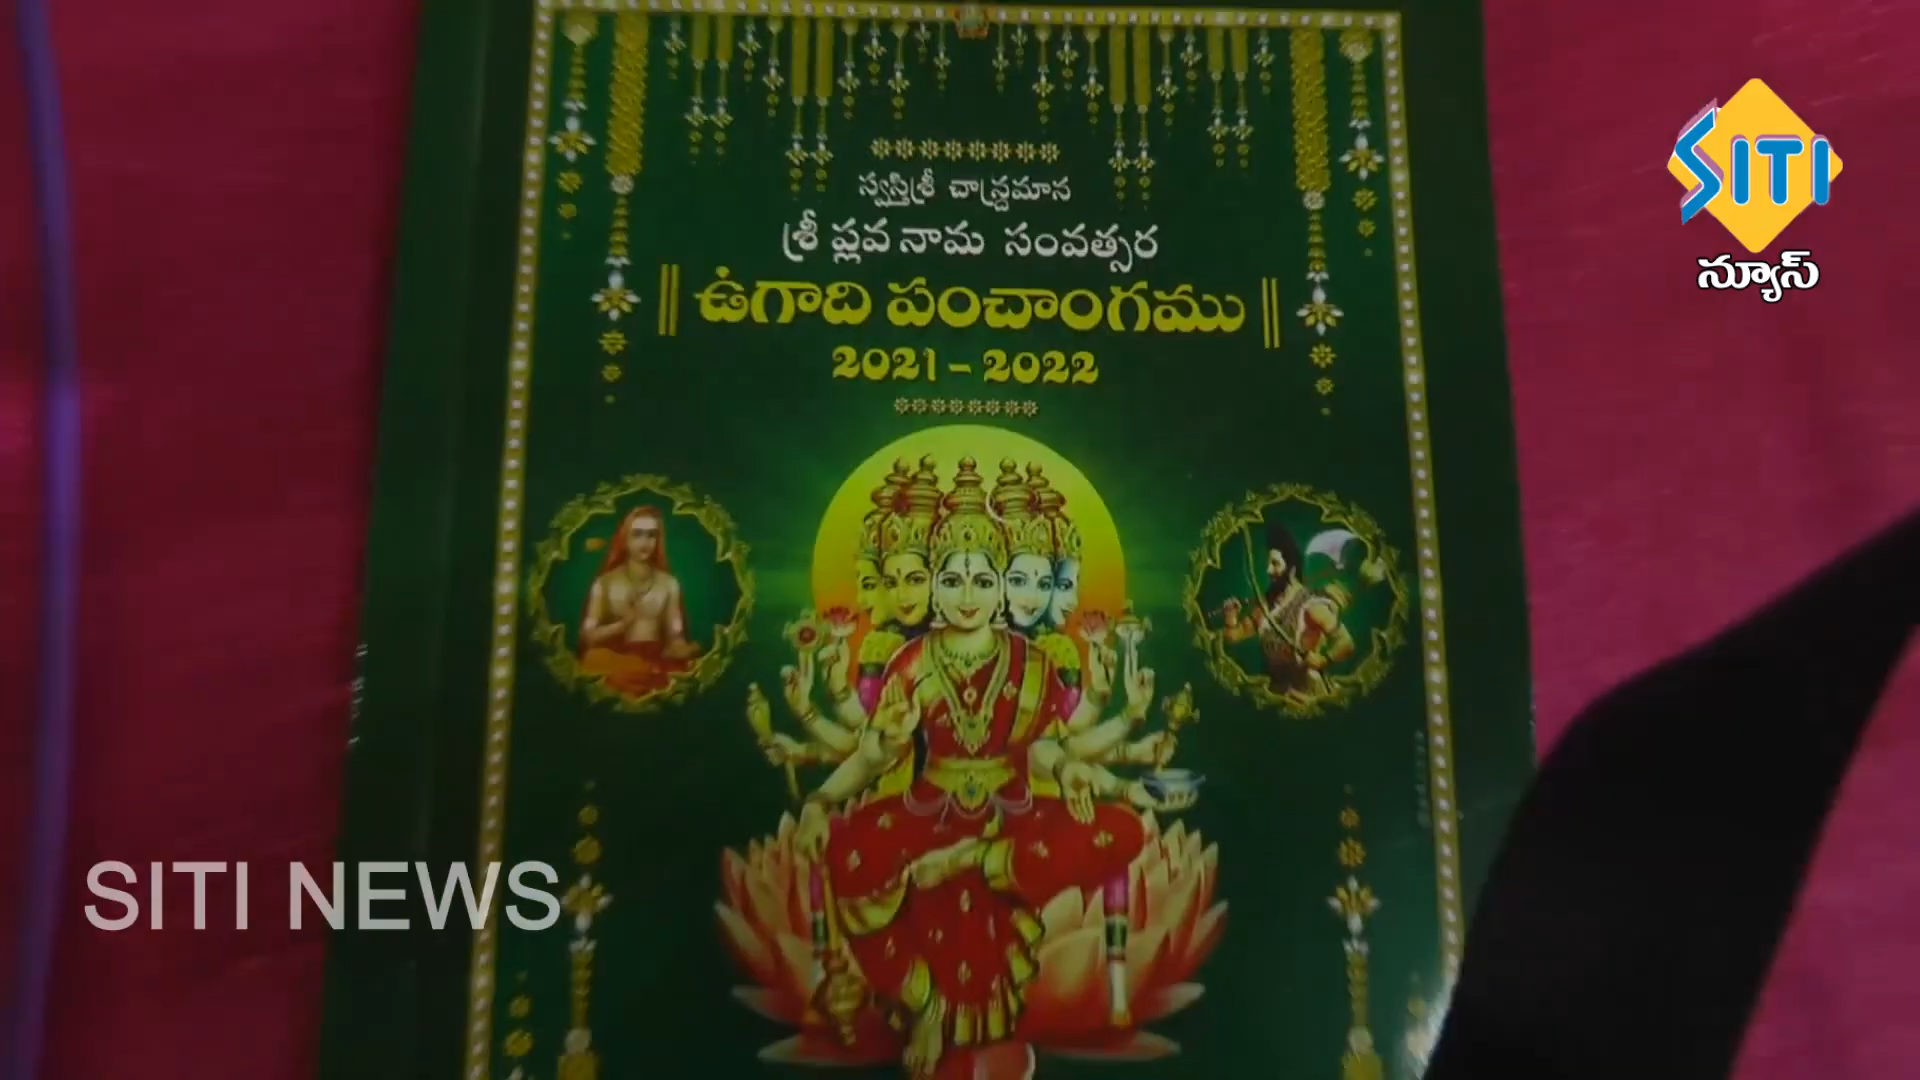 స్వస్తిశ్రీ చాన్ద్రమాన
శ్రీ ప్లవ నామ సంవత్సర
|| ఉగాది పంచాంగము ||
2021 - 2022
SITI
న్యూస్
SITI NEWS